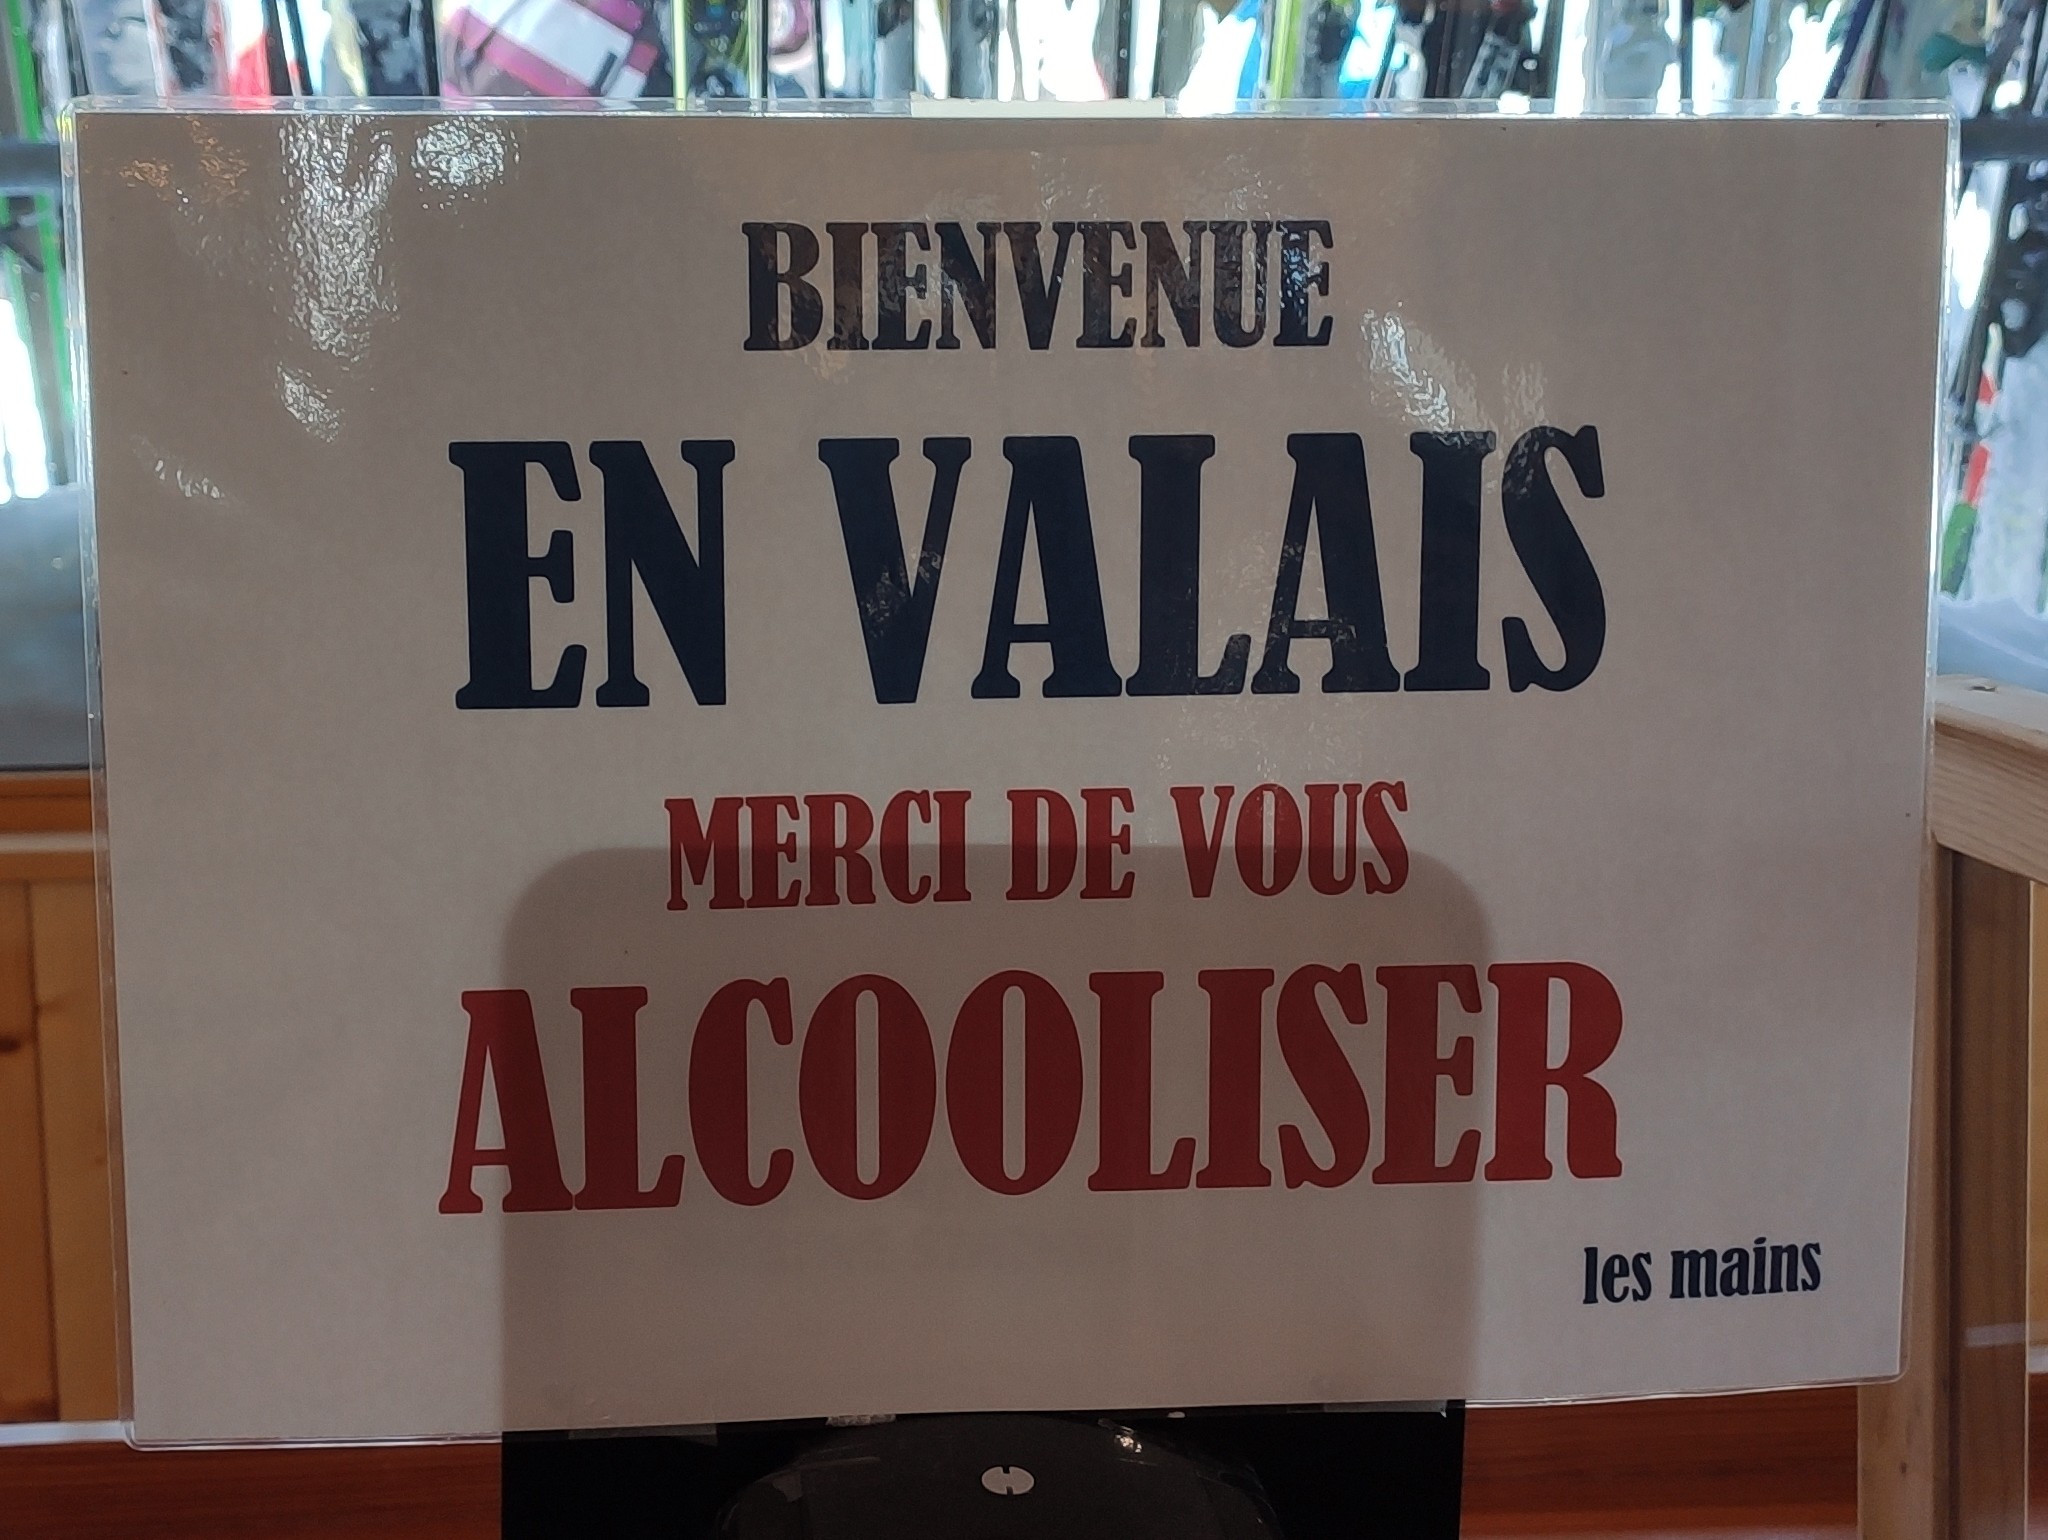 BIENVENUE
EN VALAIS
MERCI DE VOUS
ALCOOLISER
les mains